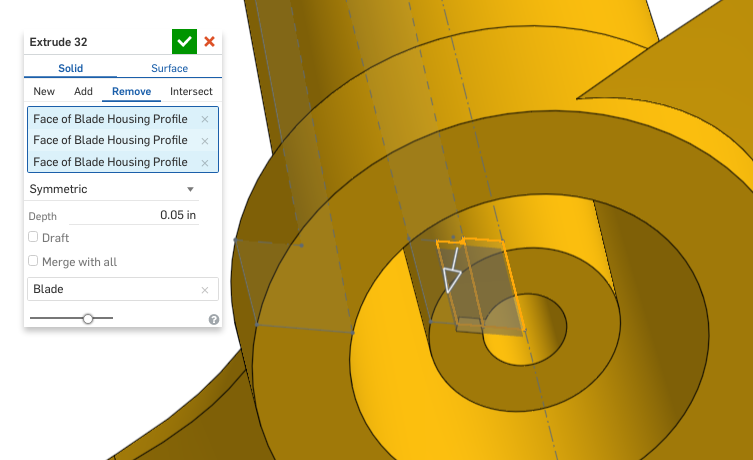 Extrude 32
Solid Surface
New Add Remove Intersect
Face of Blade Housing Profile
Face of Blade Housing Profile
Face of Blade Housing Profile
Symmetric
Depth 0.05 in
Draft
Merge with all
Blade
?